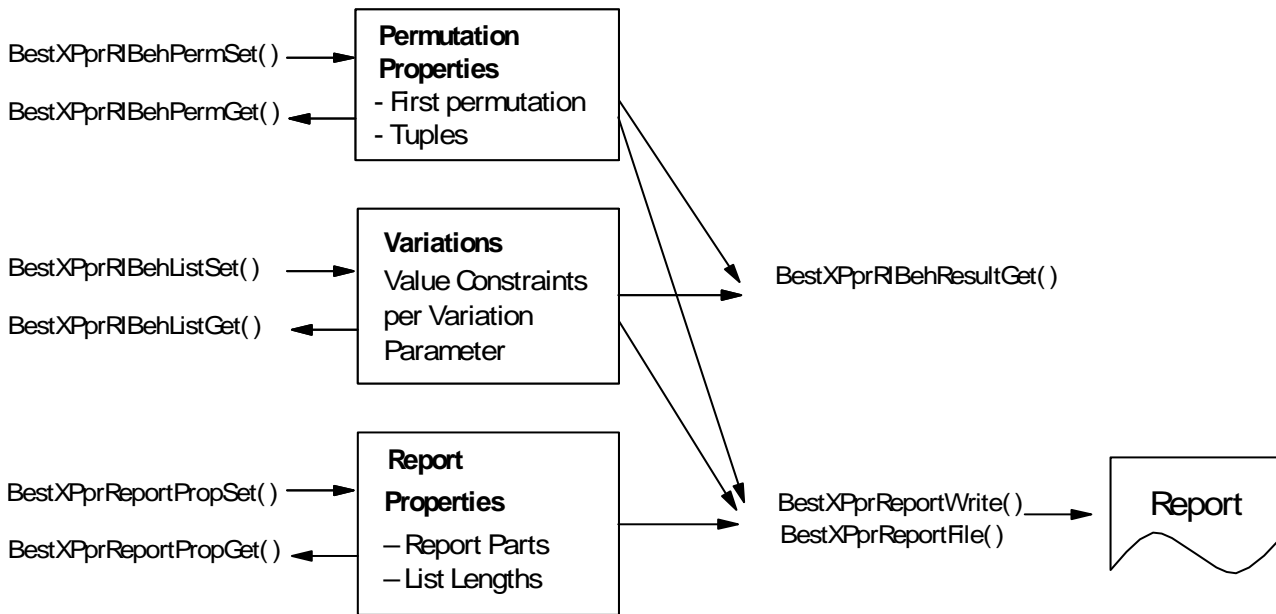 BestXPprRIBehPermSet( )
BestXPprRIBehPermGet( )
Permutation
Properties
- First permutation
- Tuples
BestXPprRIBehListSet( )
BestXPprRIBehListGet( )
Variations
Value Constraints
per Variation
Parameter
BestXPprRIBehResultGet( )
BestXPprReportPropSet( )
BestXPprReportPropGet( )
Report
Properties
– Report Parts
– List Lengths
BestXPprReportWrite( )
BestXPprReportFile( )
Report